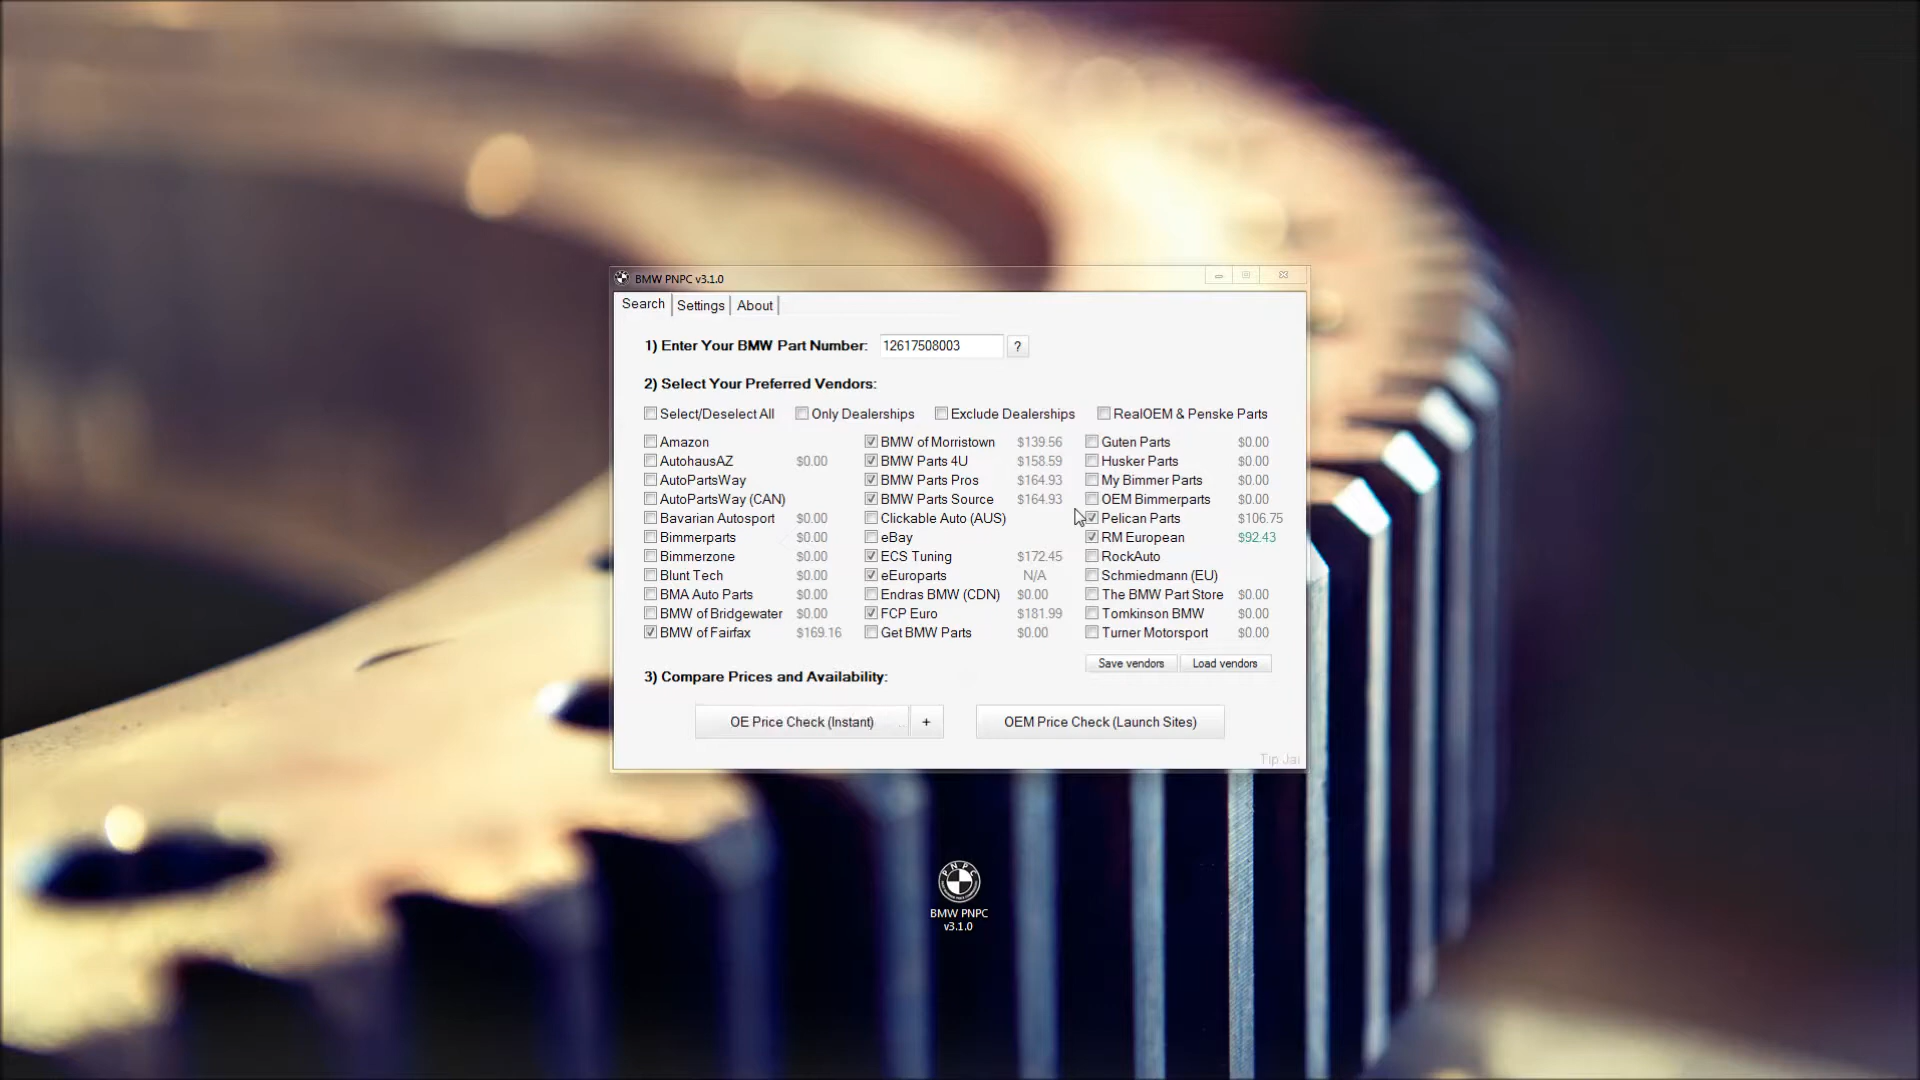 BMW PNPC v3.1.0
Search Settings About
1) Enter Your BMW Part Number: 12617508003 ?
2) Select Your Preferred Vendors:
Select/Deselect All Only Dealerships Exclude Dealerships RealOEM & Penske Parts
Amazon BMW of Morristown $139.56 Guten Parts $0.00
AutohausAZ $0.00 BMW Parts 4U $158.59 Husker Parts $0.00
AutoPartsWay BMW Parts Pros $164.93 My Bimmer Parts $0.00
AutoPartsWay (CAN) BMW Parts Source $164.93 OEM Bimmerparts $0.00
Bavarian Autosport $0.00 Clickable Auto (AUS) Pelican Parts $106.75
Bimmerparts $0.00 eBay RM European $92.43
Bimmerzone $0.00 ECS Tuning $172.45 RockAuto
Blunt Tech $0.00 eEuroparts N/A Schmiedmann (EU)
BMA Auto Parts $0.00 Endras BMW (CDN) $0.00 The BMW Part Store $0.00
BMW of Bridgewater $0.00 FCP Euro $181.99 Tomkinson BMW $0.00
BMW of Fairfax $169.16 Get BMW Parts $0.00 Turner Motorsport $0.00
Save vendors Load vendors
3) Compare Prices and Availability:
OE Price Check (Instant) + OEM Price Check (Launch Sites)
Tip Jar
PNPC
BMW PNPC
v3.1.0